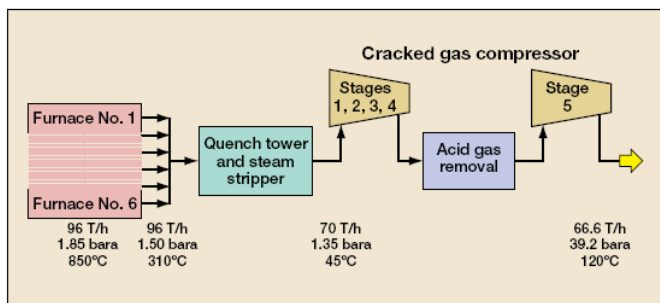 Cracked gas compressor
Furnace No. 1
Furnace No. 6
Quench tower
and steam
stripper
Stages
1, 2, 3, 4
Acid gas
removal
Stage
5
96 T/h
1.85 bara
850°C
96 T/h
1.50 bara
310°C
70 T/h
1.35 bara
45°C
66.6 T/h
39.2 bara
120°C